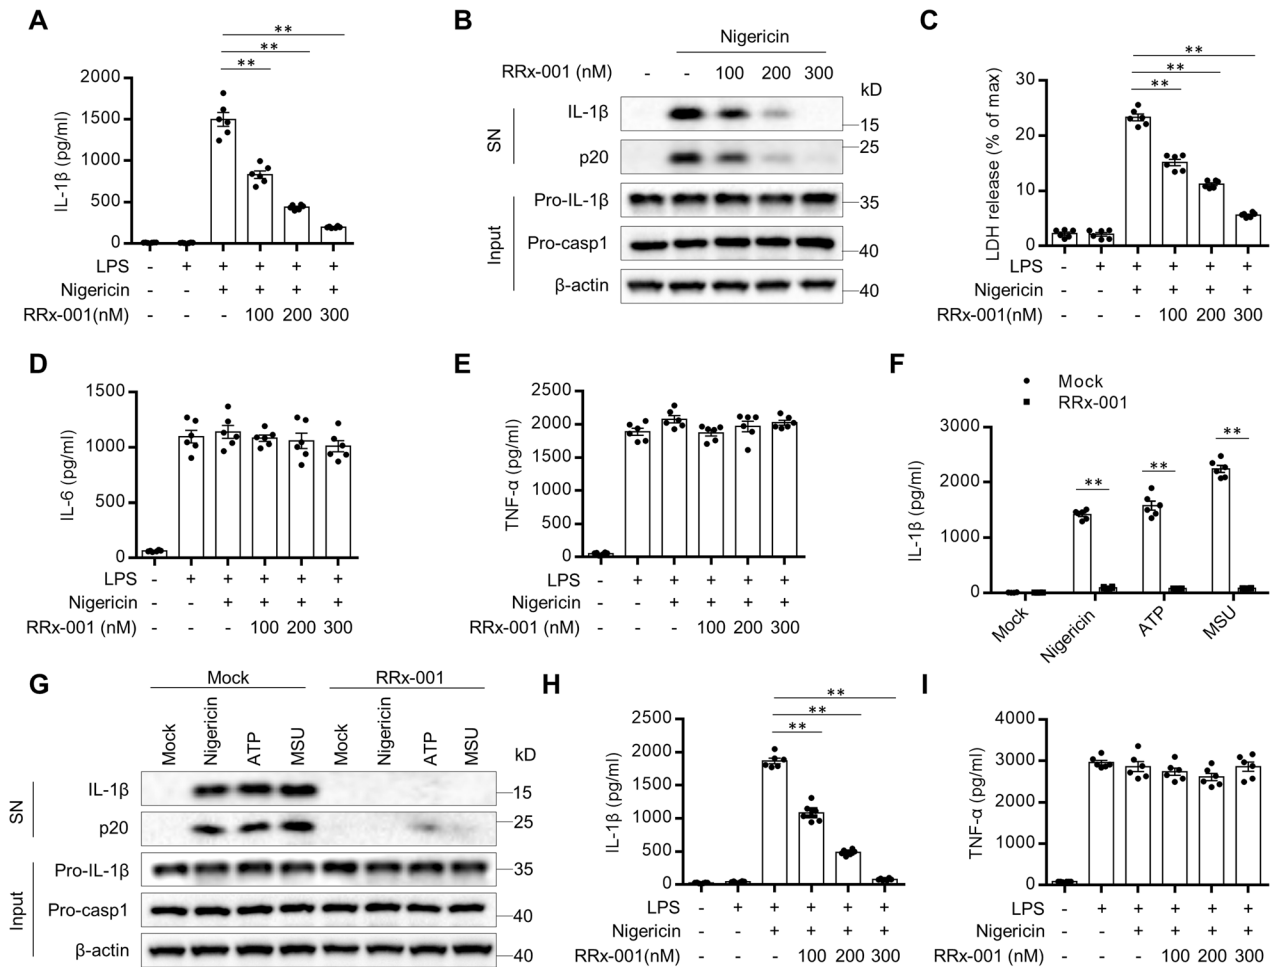 A
** 
**
**
2000
1500
1000
500
0
IL-1β (pg/ml)
LPS - + + + + +
Nigericin - - + + + +
RRx-001(nM) - - - 100 200 300
B
Nigericin
RRx-001 (nM) - - 100 200 300
kD
SN
IL-1β
15
25
p20
Input
Pro-IL-1β
35
Pro-casp1
40
β-actin
40
C
**
**
**
30
20
10
0
LDH release (% of max)
LPS - + + + + +
Nigericin - - + + + +
RRx-001(nM) - - - 100 200 300
D
1500
1000
500
0
IL-6 (pg/ml)
LPS - + + + + +
Nigericin - - + + + +
RRx-001 (nM) - - - 100 200 300
E
2500
2000
1500
1000
500
0
TNF-α (pg/ml)
LPS - + + + + +
Nigericin - - + + + +
RRx-001 (nM) - - - 100 200 300
F
Mock
RRx-001
3000
2000
1000
0
IL-1β (pg/ml)
**
**
**
Mock
Nigericin
ATP
MSU
G
Mock RRx-001
Mock Nigericin ATP MSU Mock Nigericin ATP MSU
kD
SN
IL-1β
15
p20
25
Input
Pro-IL-1β
35
Pro-casp1
40
β-actin
40
H
**
**
**
2500
2000
1500
1000
500
0
IL-1β (pg/ml)
LPS - + + + + +
Nigericin - - + + + +
RRx-001(nM) - - - 100 200 300
I
4000
3000
2000
1000
0
TNF-α (pg/ml)
LPS - + + + + +
Nigericin - - + + + +
RRx-001 (nM) - - - 100 200 300